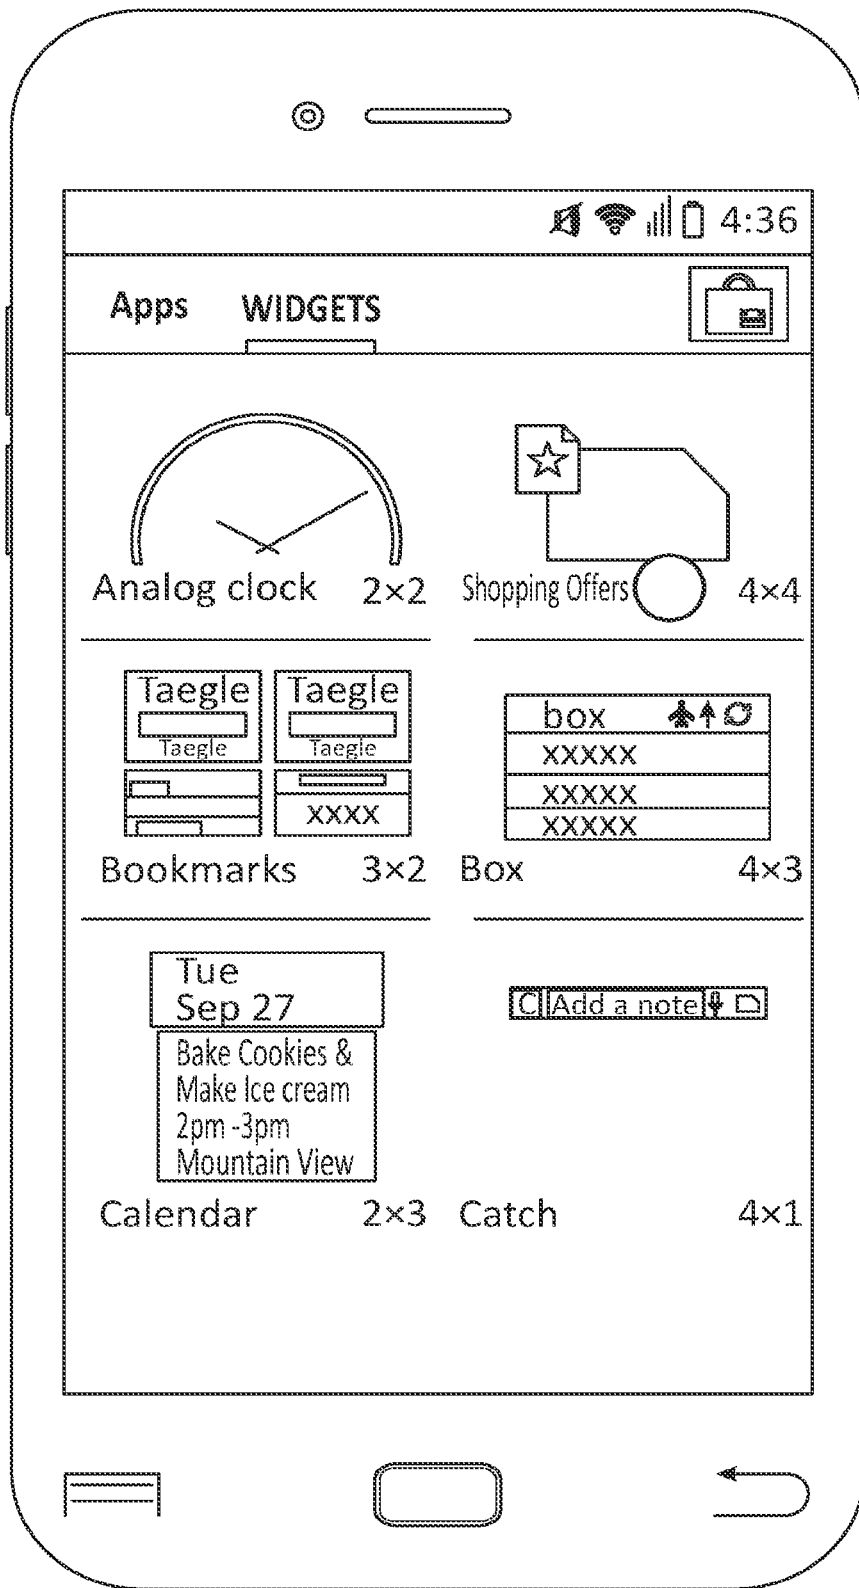 4:36
Apps WIDGETS
Analog clock 2×2
Shopping Offers 4×4
Taegle
Taegle
Taegle
Taegle
xxxx
Bookmarks 3×2
box
xxxxx
xxxxx
xxxxx
Box 4×3
Tue
Sep 27
Bake Cookies &
Make Ice cream
2pm -3pm
Mountain View
Calendar 2×3
C Add a note
Catch 4×1